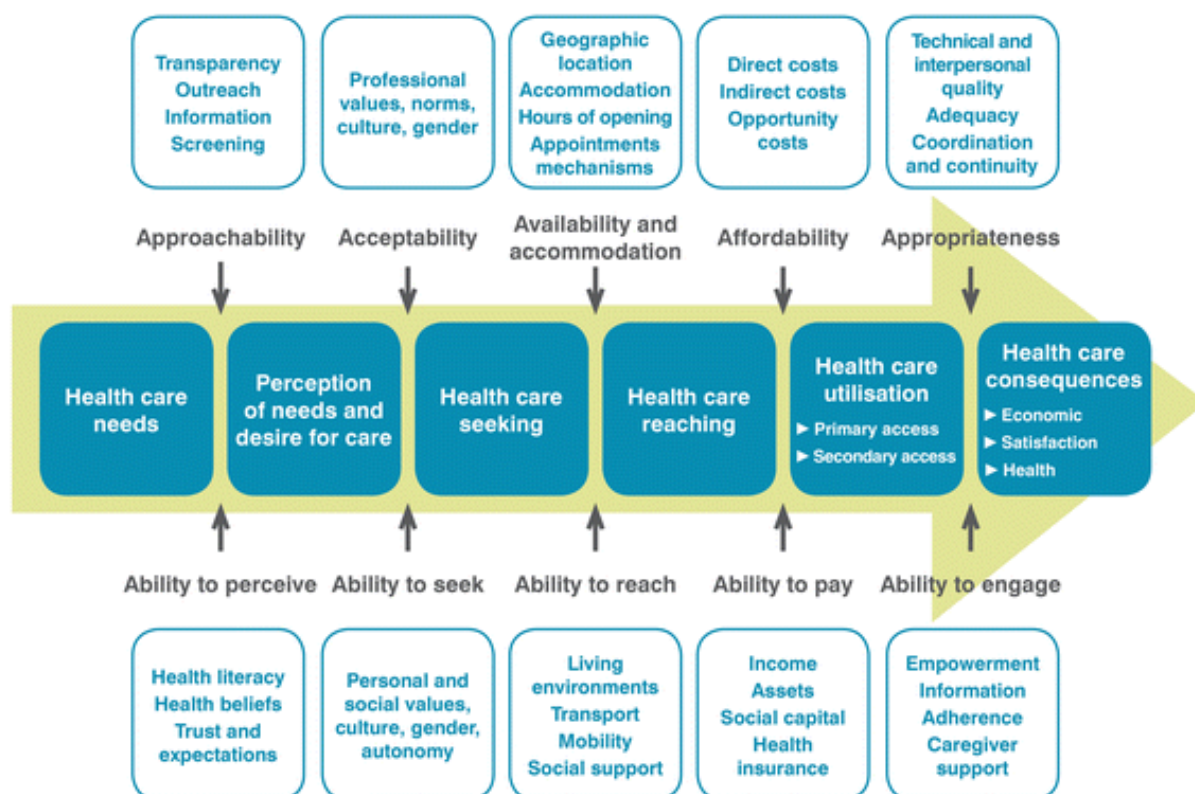 Transparency
Outreach
Information
Screening
Professional
values, norms,
culture, gender
Geographic
location
Accommodation
Hours of opening
Appointments
mechanisms
Direct costs
Indirect costs
Opportunity
costs
Technical and
interpersonal
quality
Adequacy
Coordination
and continuity
Approachability
Acceptability
Availability and
accommodation
Affordability
Appropriateness
Health care
needs
Perception
of needs and
desire for care
Health care
seeking
Health care
reaching
Health care
utilisation
► Primary access
► Secondary access
Health care
consequences
► Economic
► Satisfaction
► Health
Ability to perceive
Ability to seek
Ability to reach
Ability to pay
Ability to engage
Health literacy
Health beliefs
Trust and
expectations
Personal and
social values,
culture, gender,
autonomy
Living
environments
Transport
Mobility
Social support
Income
Assets
Social capital
Health
insurance
Empowerment
Information
Adherence
Caregiver
support